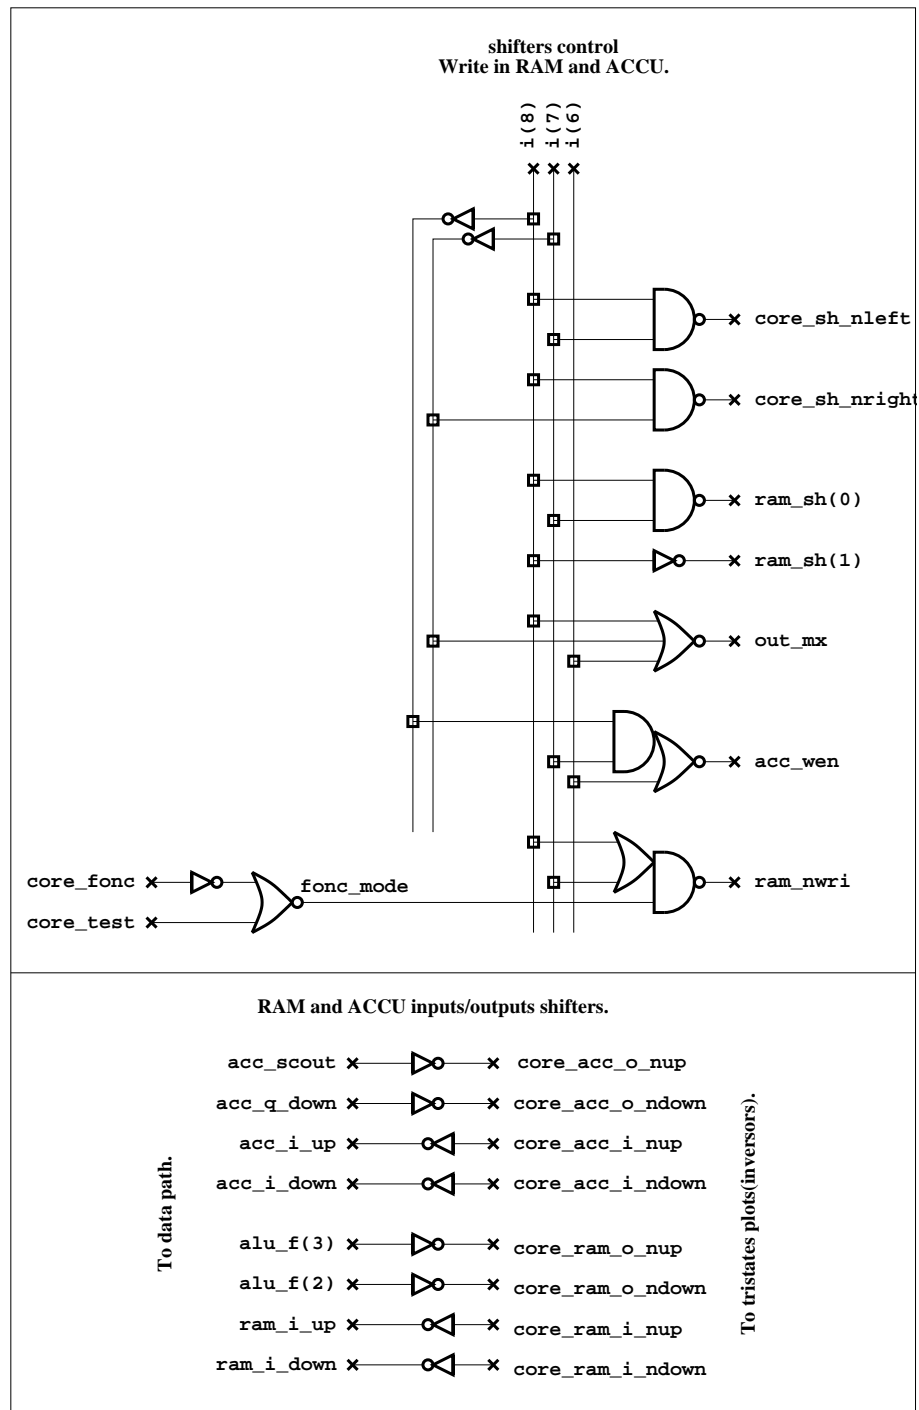 shifters control
Write in RAM and ACCU.
i(8)
i(7)
i(6)
core_sh_nleft
core_sh_nright
ram_sh(0)
ram_sh(1)
out_mx
acc_wen
core_fonc
fonc_mode
ram_nwri
core_test
RAM and ACCU inputs/outputs shifters.
acc_scout
core_acc_o_nup
acc_q_down
core_acc_o_ndown
acc_i_up
core_acc_i_nup
acc_i_down
core_acc_i_ndown
alu_f(3)
core_ram_o_nup
alu_f(2)
core_ram_o_ndown
ram_i_up
core_ram_i_nup
ram_i_down
core_ram_i_ndown
To data path.
To tristates plots(inversors).